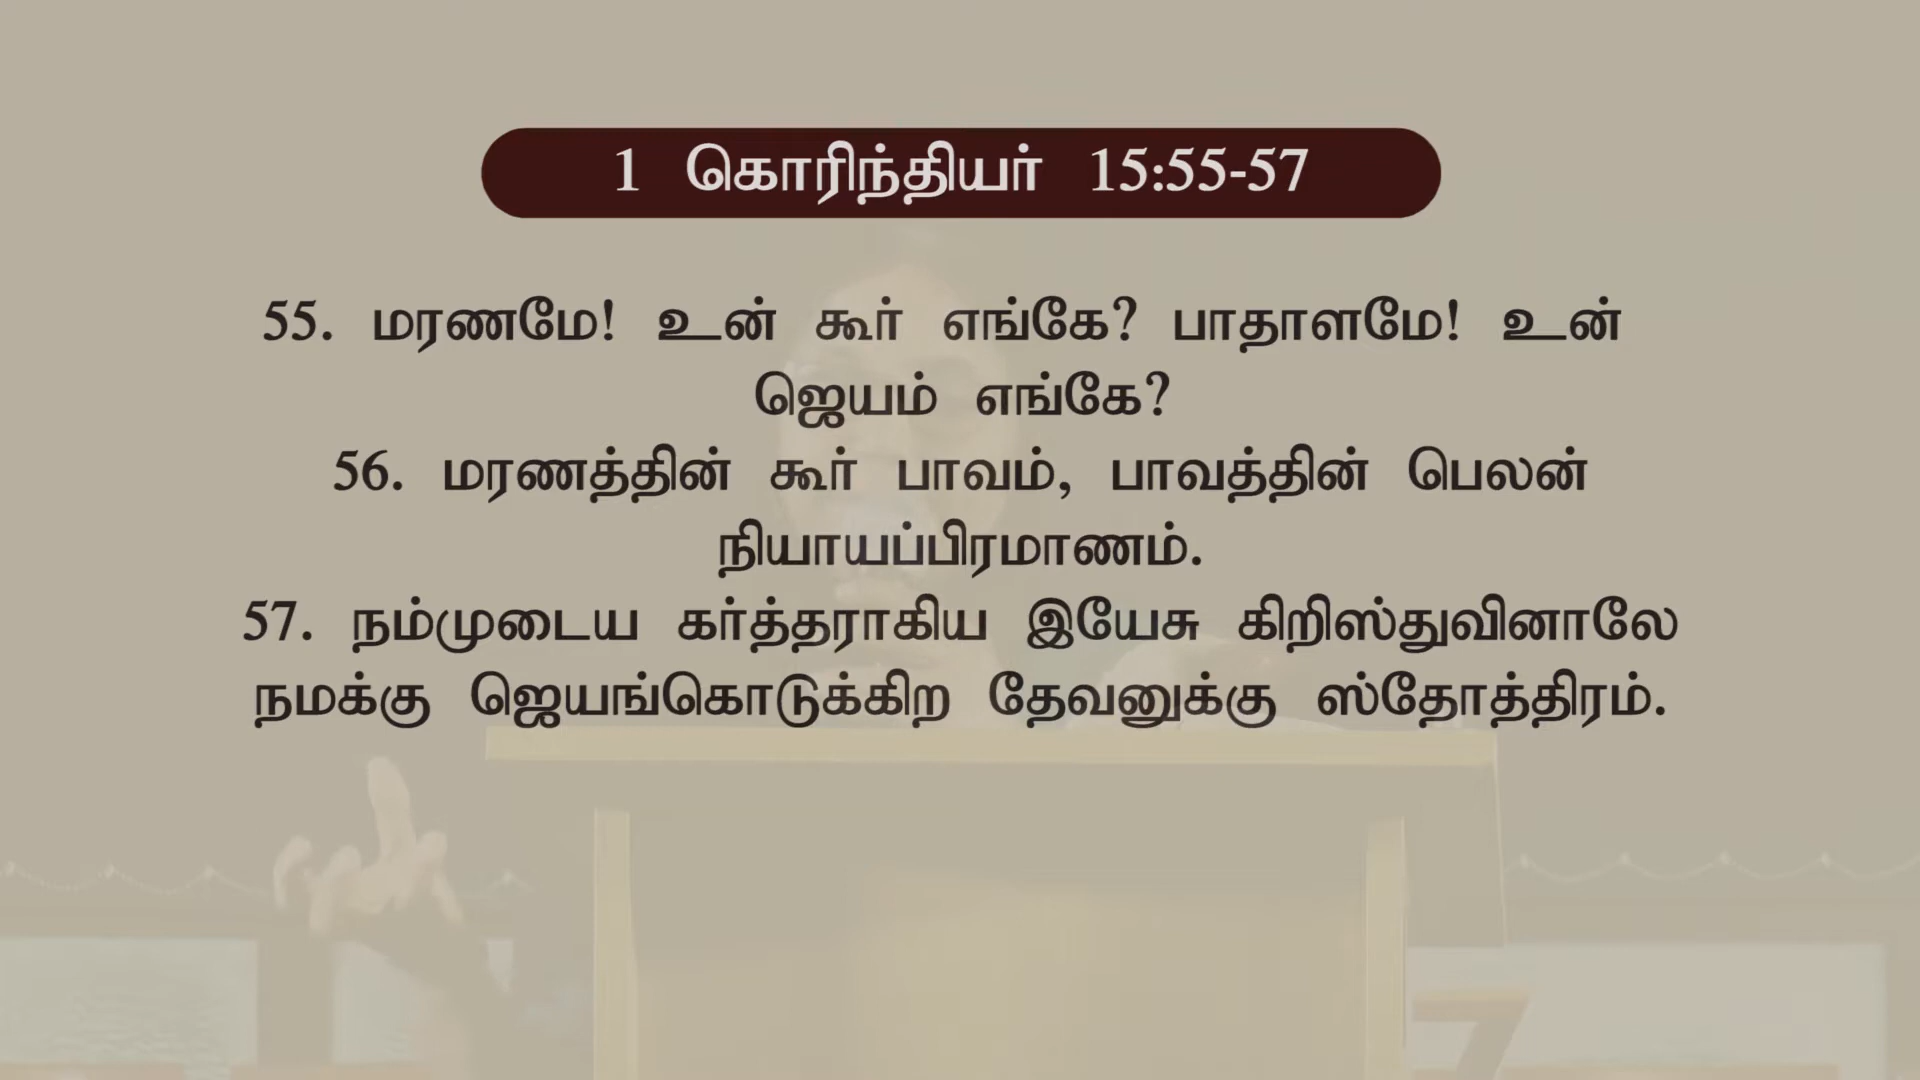 1 கொரிந்தியர் 15:55-57
55. மரணமே! உன் கூர் எங்கே? பாதாளமே! உன்
ஜெயம் எங்கே?
56. மரணத்தின் கூர் பாவம், பாவத்தின் பெலன்
நியாயப்பிரமாணம்.
57. நம்முடைய கர்த்தராகிய இயேசு கிறிஸ்துவினாலே
நமக்கு ஜெயங்கொடுக்கிற தேவனுக்கு ஸ்தோத்திரம்.
7